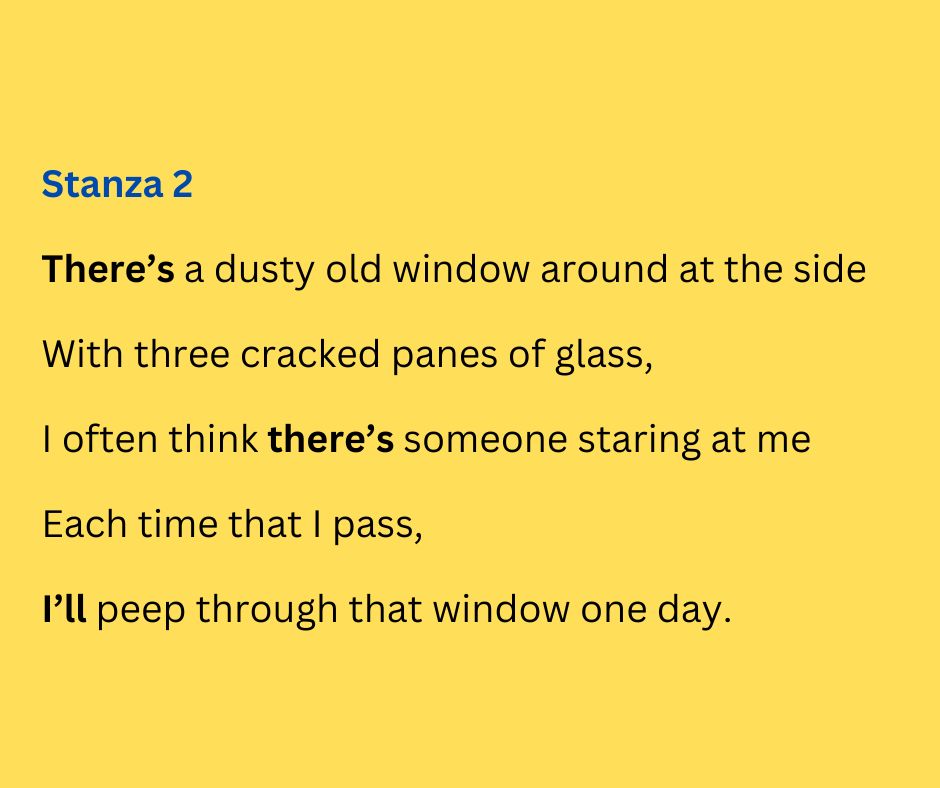 Stanza 2
There’s a dusty old window around at the side
With three cracked panes of glass,
I often think there’s someone staring at me
Each time that I pass,
I’ll peep through that window one day.